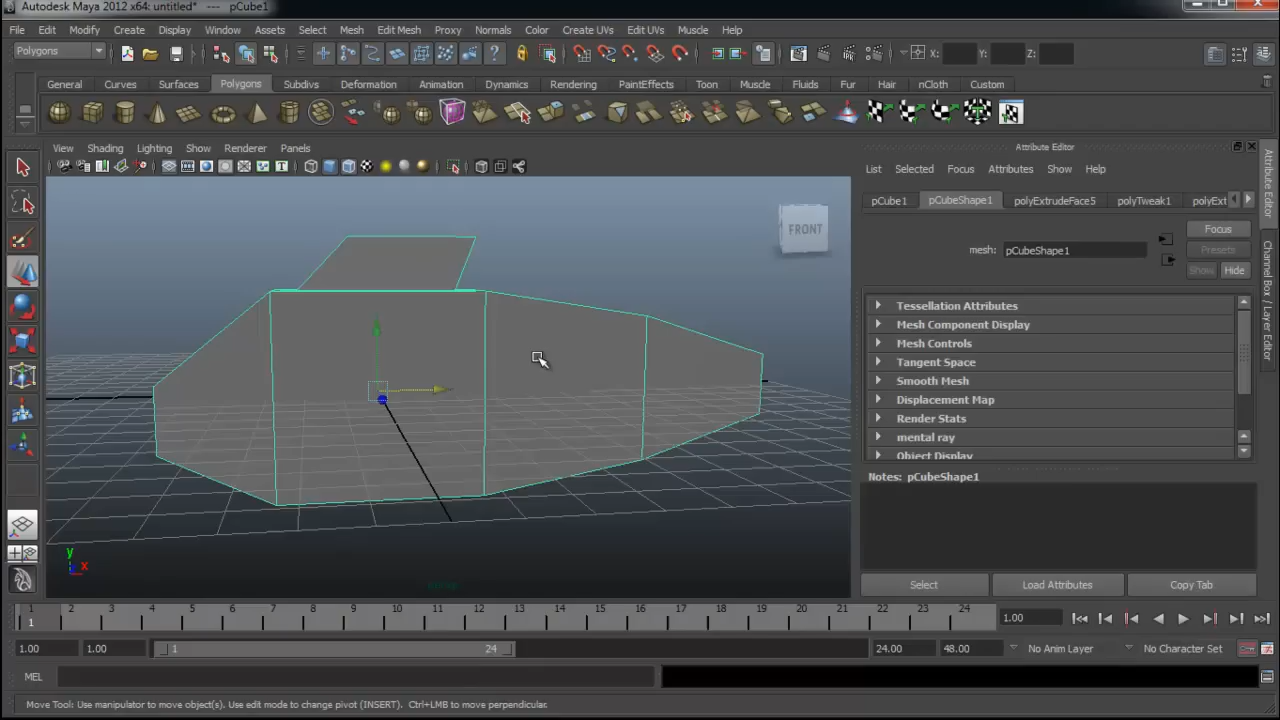 Autodesk Maya 2012 x64: untitled* --- pCube1
File Edit Modify Create Display Window Assets Select Mesh Edit Mesh Proxy Normals Color Create UVs Edit UVs Muscle Help
Polygons X: Y: Z:
General Curves Surfaces Polygons Subdivs Deformation Animation Dynamics Rendering PaintEffects Toon Muscle Fluids Fur Hair nCloth Custom
View Shading Lighting Show Renderer Panels
Attribute Editor
List Selected Focus Attributes Show Help
pCube1 pCubeShape1 polyExtrudeFace5 polyTweak1 polyExt
Focus
mesh: pCubeShape1
Presets
Show Hide
FRONT
Tessellation Attributes
Mesh Component Display
Mesh Controls
Tangent Space
Smooth Mesh
Displacement Map
Render Stats
mental ray
Object Display
Notes: pCubeShape1
Select Load Attributes Copy Tab
Attribute Editor
Channel Box / Layer Editor
y
x
1 2 3 4 5 6 7 8 9 10 11 12 13 14 15 16 17 18 19 20 21 22 23 24
1 1.00
1.00 1.00 1 24 24.00 48.00 No Anim Layer No Character Set
MEL
Move Tool: Use manipulator to move object(s). Use edit mode to change pivot (INSERT). Ctrl+LMB to move perpendicular.